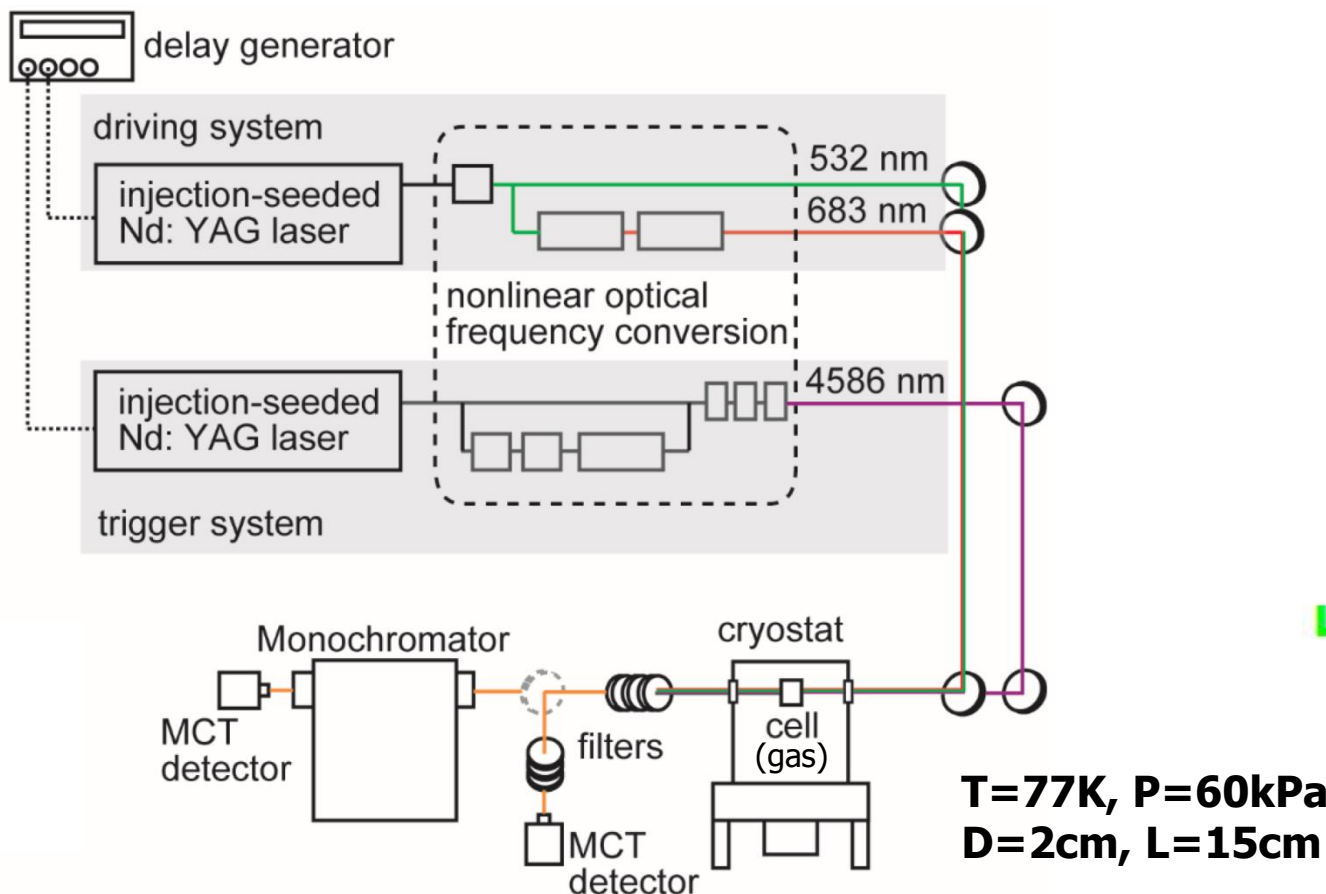 delay generator
driving system
532 nm
injection-seeded
Nd: YAG laser
683 nm
nonlinear optical
frequency conversion
4586 nm
injection-seeded
Nd: YAG laser
trigger system
Monochromator
cryostat
MCT
detector
filters
cell
(gas)
MCT
detector
T=77K, P=60kPa
D=2cm, L=15cm